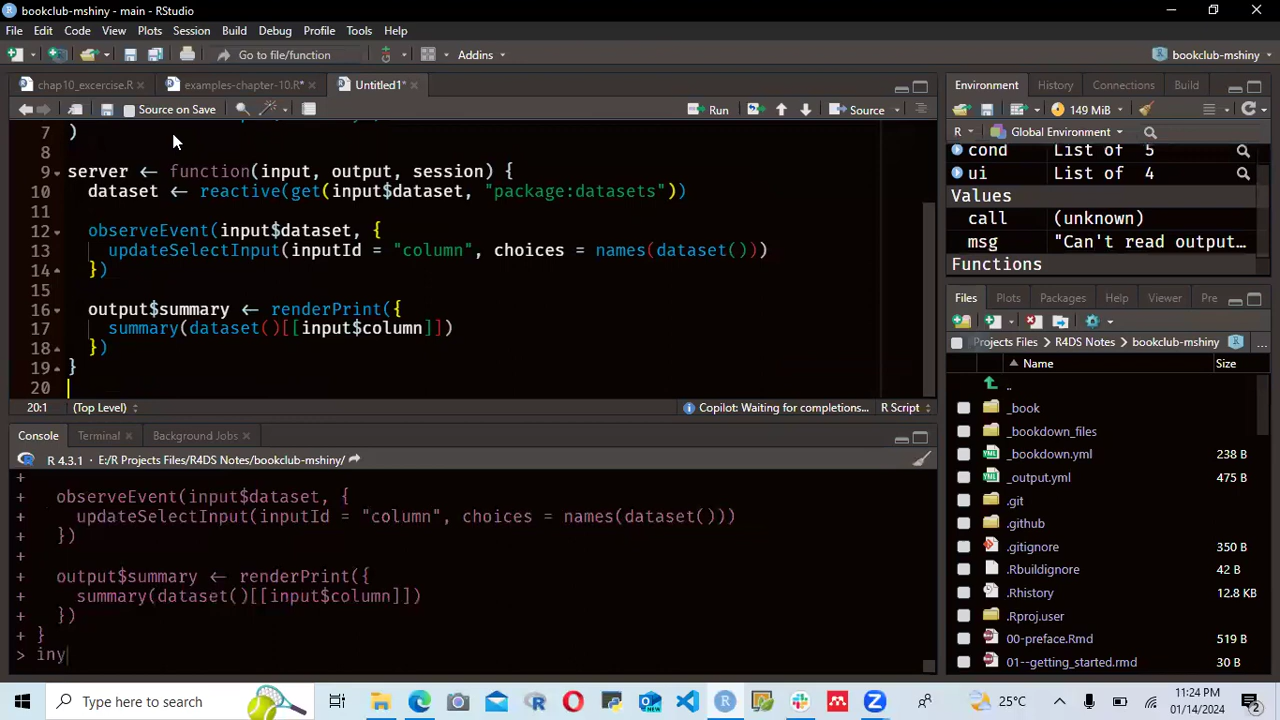 bookclub-mshiny - main - RStudio
File Edit Code View Plots Session Build Debug Profile Tools Help
Go to file/function Addins bookclub-mshiny
chap10_excercise.R examples-chapter-10.R* Untitled1*
Source on Save Run Source
7 )
8
9 server <- function(input, output, session) {
10 dataset <- reactive(get(input$dataset, "package:datasets"))
11
12 observeEvent(input$dataset, {
13 updateSelectInput(inputId = "column", choices = names(dataset()))
14 })
15
16 output$summary <- renderPrint({
17 summary(dataset()[[input$column]])
18 })
19 }
20
20:1 (Top Level) Copilot: Waiting for completions... R Script
Console Terminal Background Jobs
R 4.3.1 · E:/R Projects Files/R4DS Notes/bookclub-mshiny/
+
+ observeEvent(input$dataset, {
+ updateSelectInput(inputId = "column", choices = names(dataset()))
+ })
+
+ output$summary <- renderPrint({
+ summary(dataset()[[input$column]])
+ })
+ }
> iny
Environment History Connections Build
149 MiB
R Global Environment
cond List of 5
ui List of 4
Values
call (unknown)
msg "Can't read output…
Functions
Files Plots Packages Help Viewer Pre
Projects Files R4DS Notes bookclub-mshiny ...
Name Size
..
_book
_bookdown_files
_bookdown.yml 238 B
_output.yml 475 B
.git
.github
.gitignore 350 B
.Rbuildignore 42 B
.Rhistory 12.8 KB
.Rproj.user
00-preface.Rmd 519 B
01--getting_started.rmd 30 B
Type here to search 25°C 11:24 PM
01/14/2024 2